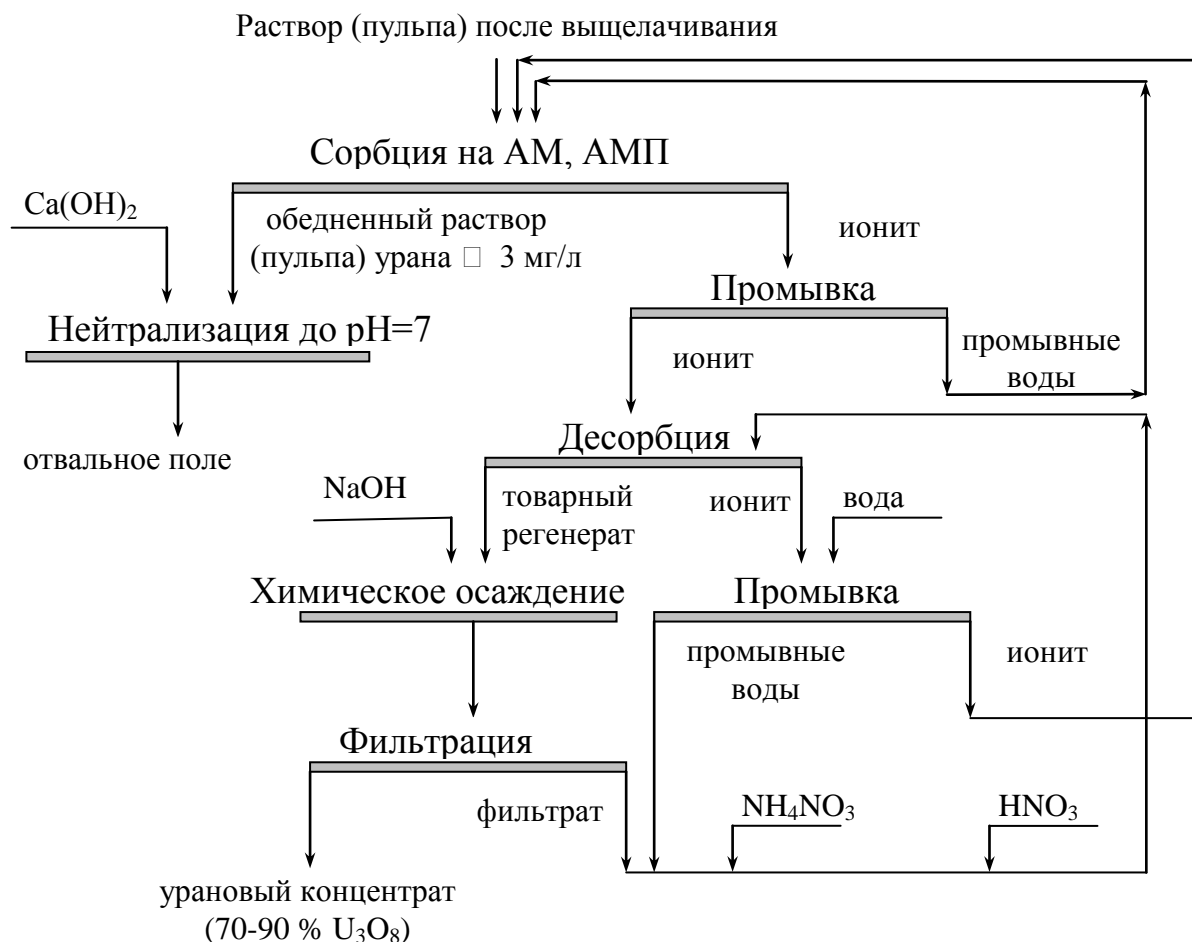 Раствор (пульпа) после выщелачивания
Сорбция на АМ, АМП
Ca(OH)₂
обедненный раствор
(пульпа) урана □ 3 мг/л
ионит
Промывка
Нейтрализация до pH=7
ионит
промывные
воды
Десорбция
отвальное поле
NaOH
товарный
регенерат
ионит
вода
Химическое осаждение
Промывка
промывные
воды
ионит
Фильтрация
фильтрат
NH₄NO₃
HNO₃
урановый концентрат
(70-90 % U₃O₈)